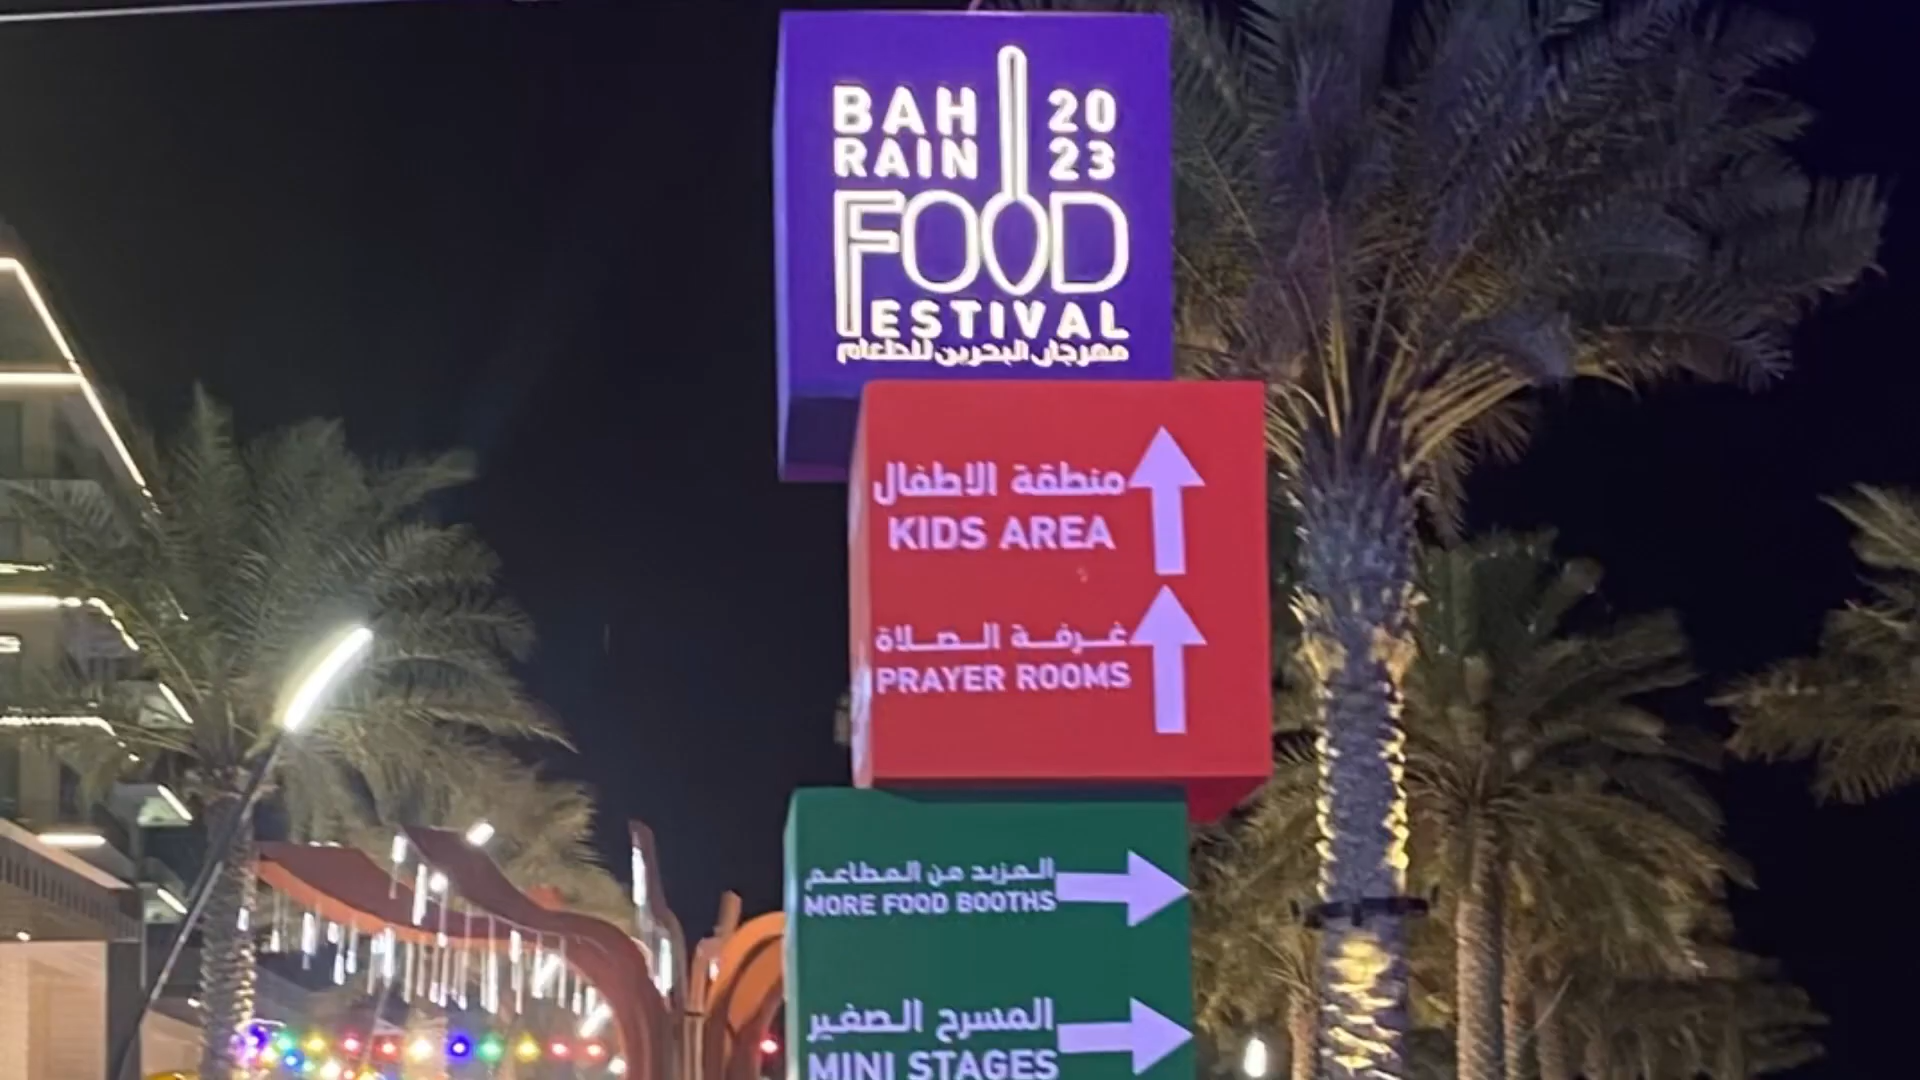 BAH 20
RAIN 23
FOOD
FESTIVAL
مهرجان البحرين للطعام
منطقة الاطفال
KIDS AREA
غرفة الصلاة
PRAYER ROOMS
المزيد من المطاعم
MORE FOOD BOOTHS
المسرح الصغير
MINI STAGES